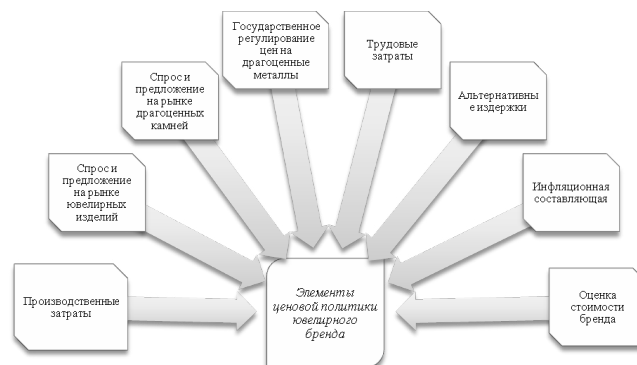 Государственное
регулирование
цен на
драгоценные
металлы
Трудовые
затраты
Спрос и
предложение
на рынке
драгоценных
камней
Альтернативны
е издержки
Спрос и
предложение
на рынке
ювелирных
изделий
Инфляционная
составляющая
Производственные
затраты
Элементы
ценовой политики
ювелирного
бренда
Оценка
стоимости
бренда